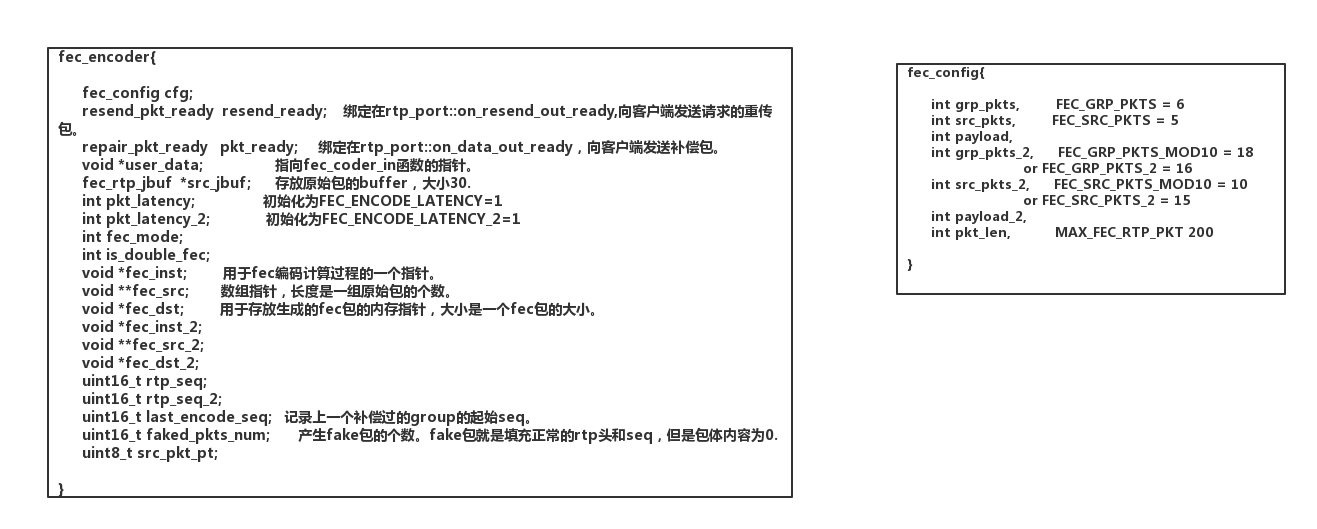 fec_encoder{
fec_config cfg;
resend_pkt_ready resend_ready; 绑定在rtp_port::on_resend_out_ready,向客户端发送请求的重传
包。
repair_pkt_ready pkt_ready; 绑定在rtp_port::on_data_out_ready，向客户端发送补偿包。
void *user_data; 指向fec_coder_in函数的指针。
fec_rtp_jbuf *src_jbuf; 存放原始包的buffer，大小30.
int pkt_latency; 初始化为FEC_ENCODE_LATENCY=1
int pkt_latency_2; 初始化为FEC_ENCODE_LATENCY_2=1
int fec_mode;
int is_double_fec;
void *fec_inst; 用于fec编码计算过程的一个指针。
void **fec_src; 数组指针，长度是一组原始包的个数。
void *fec_dst; 用于存放生成的fec包的内存指针，大小是一个fec包的大小。
void *fec_inst_2;
void **fec_src_2;
void *fec_dst_2;
uint16_t rtp_seq;
uint16_t rtp_seq_2;
uint16_t last_encode_seq; 记录上一个补偿过的group的起始seq。
uint16_t faked_pkts_num; 产生fake包的个数。fake包就是填充正常的rtp头和seq，但是包体内容为0.
uint8_t src_pkt_pt;
}
fec_config{
int grp_pkts, FEC_GRP_PKTS = 6
int src_pkts, FEC_SRC_PKTS = 5
int payload,
int grp_pkts_2, FEC_GRP_PKTS_MOD10 = 18
or FEC_GRP_PKTS_2 = 16
int src_pkts_2, FEC_SRC_PKTS_MOD10 = 10
or FEC_SRC_PKTS_2 = 15
int payload_2,
int pkt_len, MAX_FEC_RTP_PKT 200
}